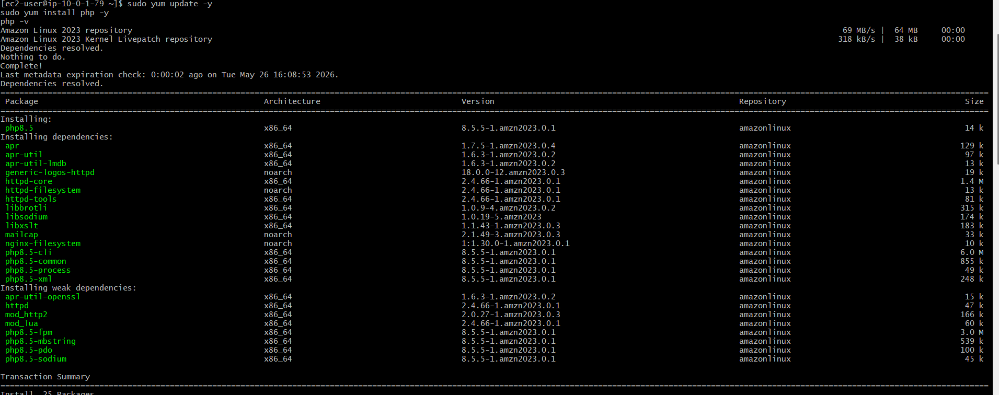 [ec2-user@ip-10-0-1-79 ~]$ sudo yum update -y
sudo yum install php -y
php -v
Amazon Linux 2023 repository 69 MB/s | 64 MB 00:00
Amazon Linux 2023 Kernel Livepatch repository 318 kB/s | 38 kB 00:00
Dependencies resolved.
Nothing to do.
Complete!
Last metadata expiration check: 0:00:02 ago on Tue May 26 16:08:53 2026.
Dependencies resolved.
Package Architecture Version Repository Size
Installing:
php8.5 x86_64 8.5.5-1.amzn2023.0.1 amazonlinux 14 k
Installing dependencies:
apr x86_64 1.7.5-1.amzn2023.0.4 amazonlinux 129 k
apr-util x86_64 1.6.3-1.amzn2023.0.2 amazonlinux 97 k
apr-util-lmdb x86_64 1.6.3-1.amzn2023.0.2 amazonlinux 13 k
generic-logos-httpd noarch 18.0.0-12.amzn2023.0.3 amazonlinux 19 k
httpd-core x86_64 2.4.66-1.amzn2023.0.1 amazonlinux 1.4 M
httpd-filesystem noarch 2.4.66-1.amzn2023.0.1 amazonlinux 13 k
httpd-tools x86_64 2.4.66-1.amzn2023.0.1 amazonlinux 81 k
libbrotli x86_64 1.0.9-4.amzn2023.0.2 amazonlinux 315 k
libsodium x86_64 1.0.19-5.amzn2023 amazonlinux 174 k
libxslt x86_64 1.1.43-1.amzn2023.0.3 amazonlinux 183 k
mailcap noarch 2.1.49-3.amzn2023.0.3 amazonlinux 33 k
nginx-filesystem noarch 1:1.30.0-1.amzn2023.0.1 amazonlinux 10 k
php8.5-cli x86_64 8.5.5-1.amzn2023.0.1 amazonlinux 6.0 M
php8.5-common x86_64 8.5.5-1.amzn2023.0.1 amazonlinux 855 k
php8.5-process x86_64 8.5.5-1.amzn2023.0.1 amazonlinux 49 k
php8.5-xml x86_64 8.5.5-1.amzn2023.0.1 amazonlinux 248 k
Installing weak dependencies:
apr-util-openssl x86_64 1.6.3-1.amzn2023.0.2 amazonlinux 15 k
httpd x86_64 2.4.66-1.amzn2023.0.1 amazonlinux 47 k
mod_http2 x86_64 2.0.27-1.amzn2023.0.3 amazonlinux 166 k
mod_lua x86_64 2.4.66-1.amzn2023.0.1 amazonlinux 60 k
php8.5-fpm x86_64 8.5.5-1.amzn2023.0.1 amazonlinux 3.0 M
php8.5-mbstring x86_64 8.5.5-1.amzn2023.0.1 amazonlinux 539 k
php8.5-pdo x86_64 8.5.5-1.amzn2023.0.1 amazonlinux 100 k
php8.5-sodium x86_64 8.5.5-1.amzn2023.0.1 amazonlinux 45 k
Transaction Summary
Install 25 Packages